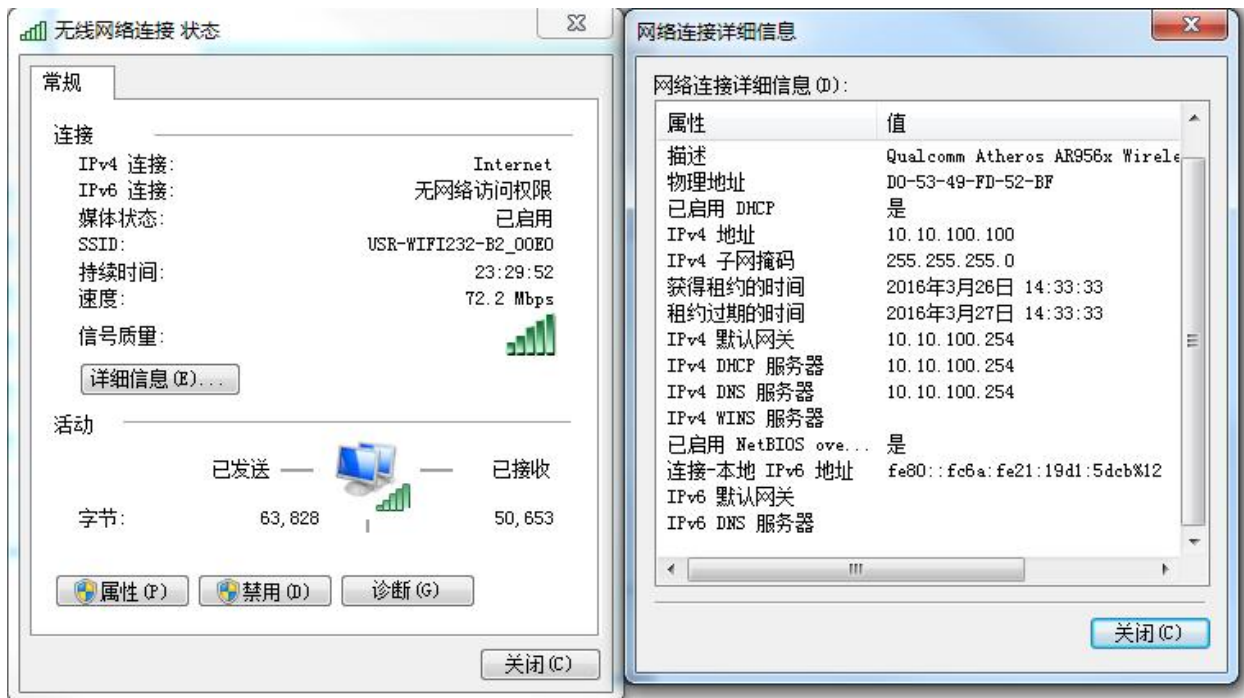 无线网络连接 状态
常规
连接
IPv4 连接: Internet
IPv6 连接: 无网络访问权限
媒体状态: 已启用
SSID: USR-WIFI232-B2_00E0
持续时间: 23:29:52
速度: 72.2 Mbps
信号质量:
详细信息(E)...
活动
已发送 — — 已接收
字节: 63,828 50,653
属性(P) 禁用(D) 诊断(G)
关闭(C)
网络连接详细信息
网络连接详细信息(D):
属性 值
描述 Qualcomm Atheros AR956x Wirele
物理地址 D0-53-49-FD-52-BF
已启用 DHCP 是
IPv4 地址 10.10.100.100
IPv4 子网掩码 255.255.255.0
获得租约的时间 2016年3月26日 14:33:33
租约过期的时间 2016年3月27日 14:33:33
IPv4 默认网关 10.10.100.254
IPv4 DHCP 服务器 10.10.100.254
IPv4 DNS 服务器 10.10.100.254
IPv4 WINS 服务器
已启用 NetBIOS ove... 是
连接-本地 IPv6 地址 fe80::fc6a:fe21:19d1:5dcb%12
IPv6 默认网关
IPv6 DNS 服务器
关闭(C)